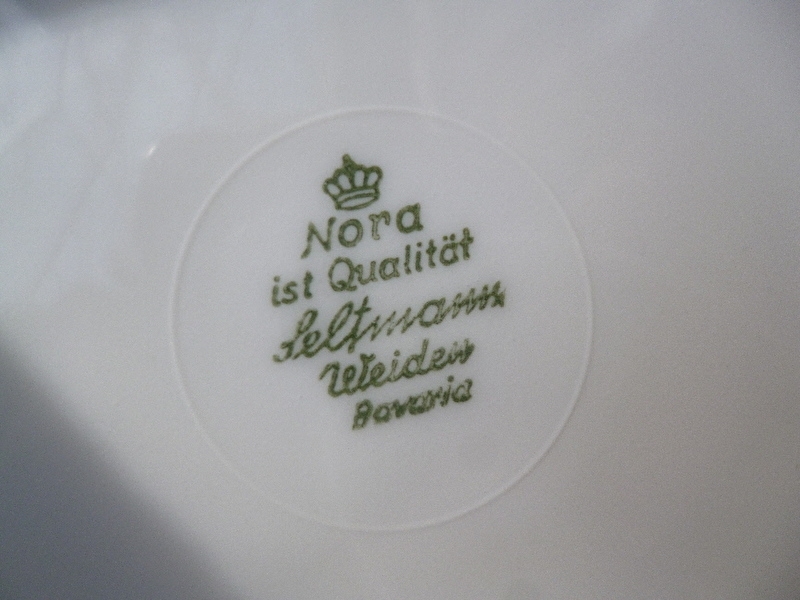 Nora
ist Qualität
Seltmann
Weiden
Bavaria